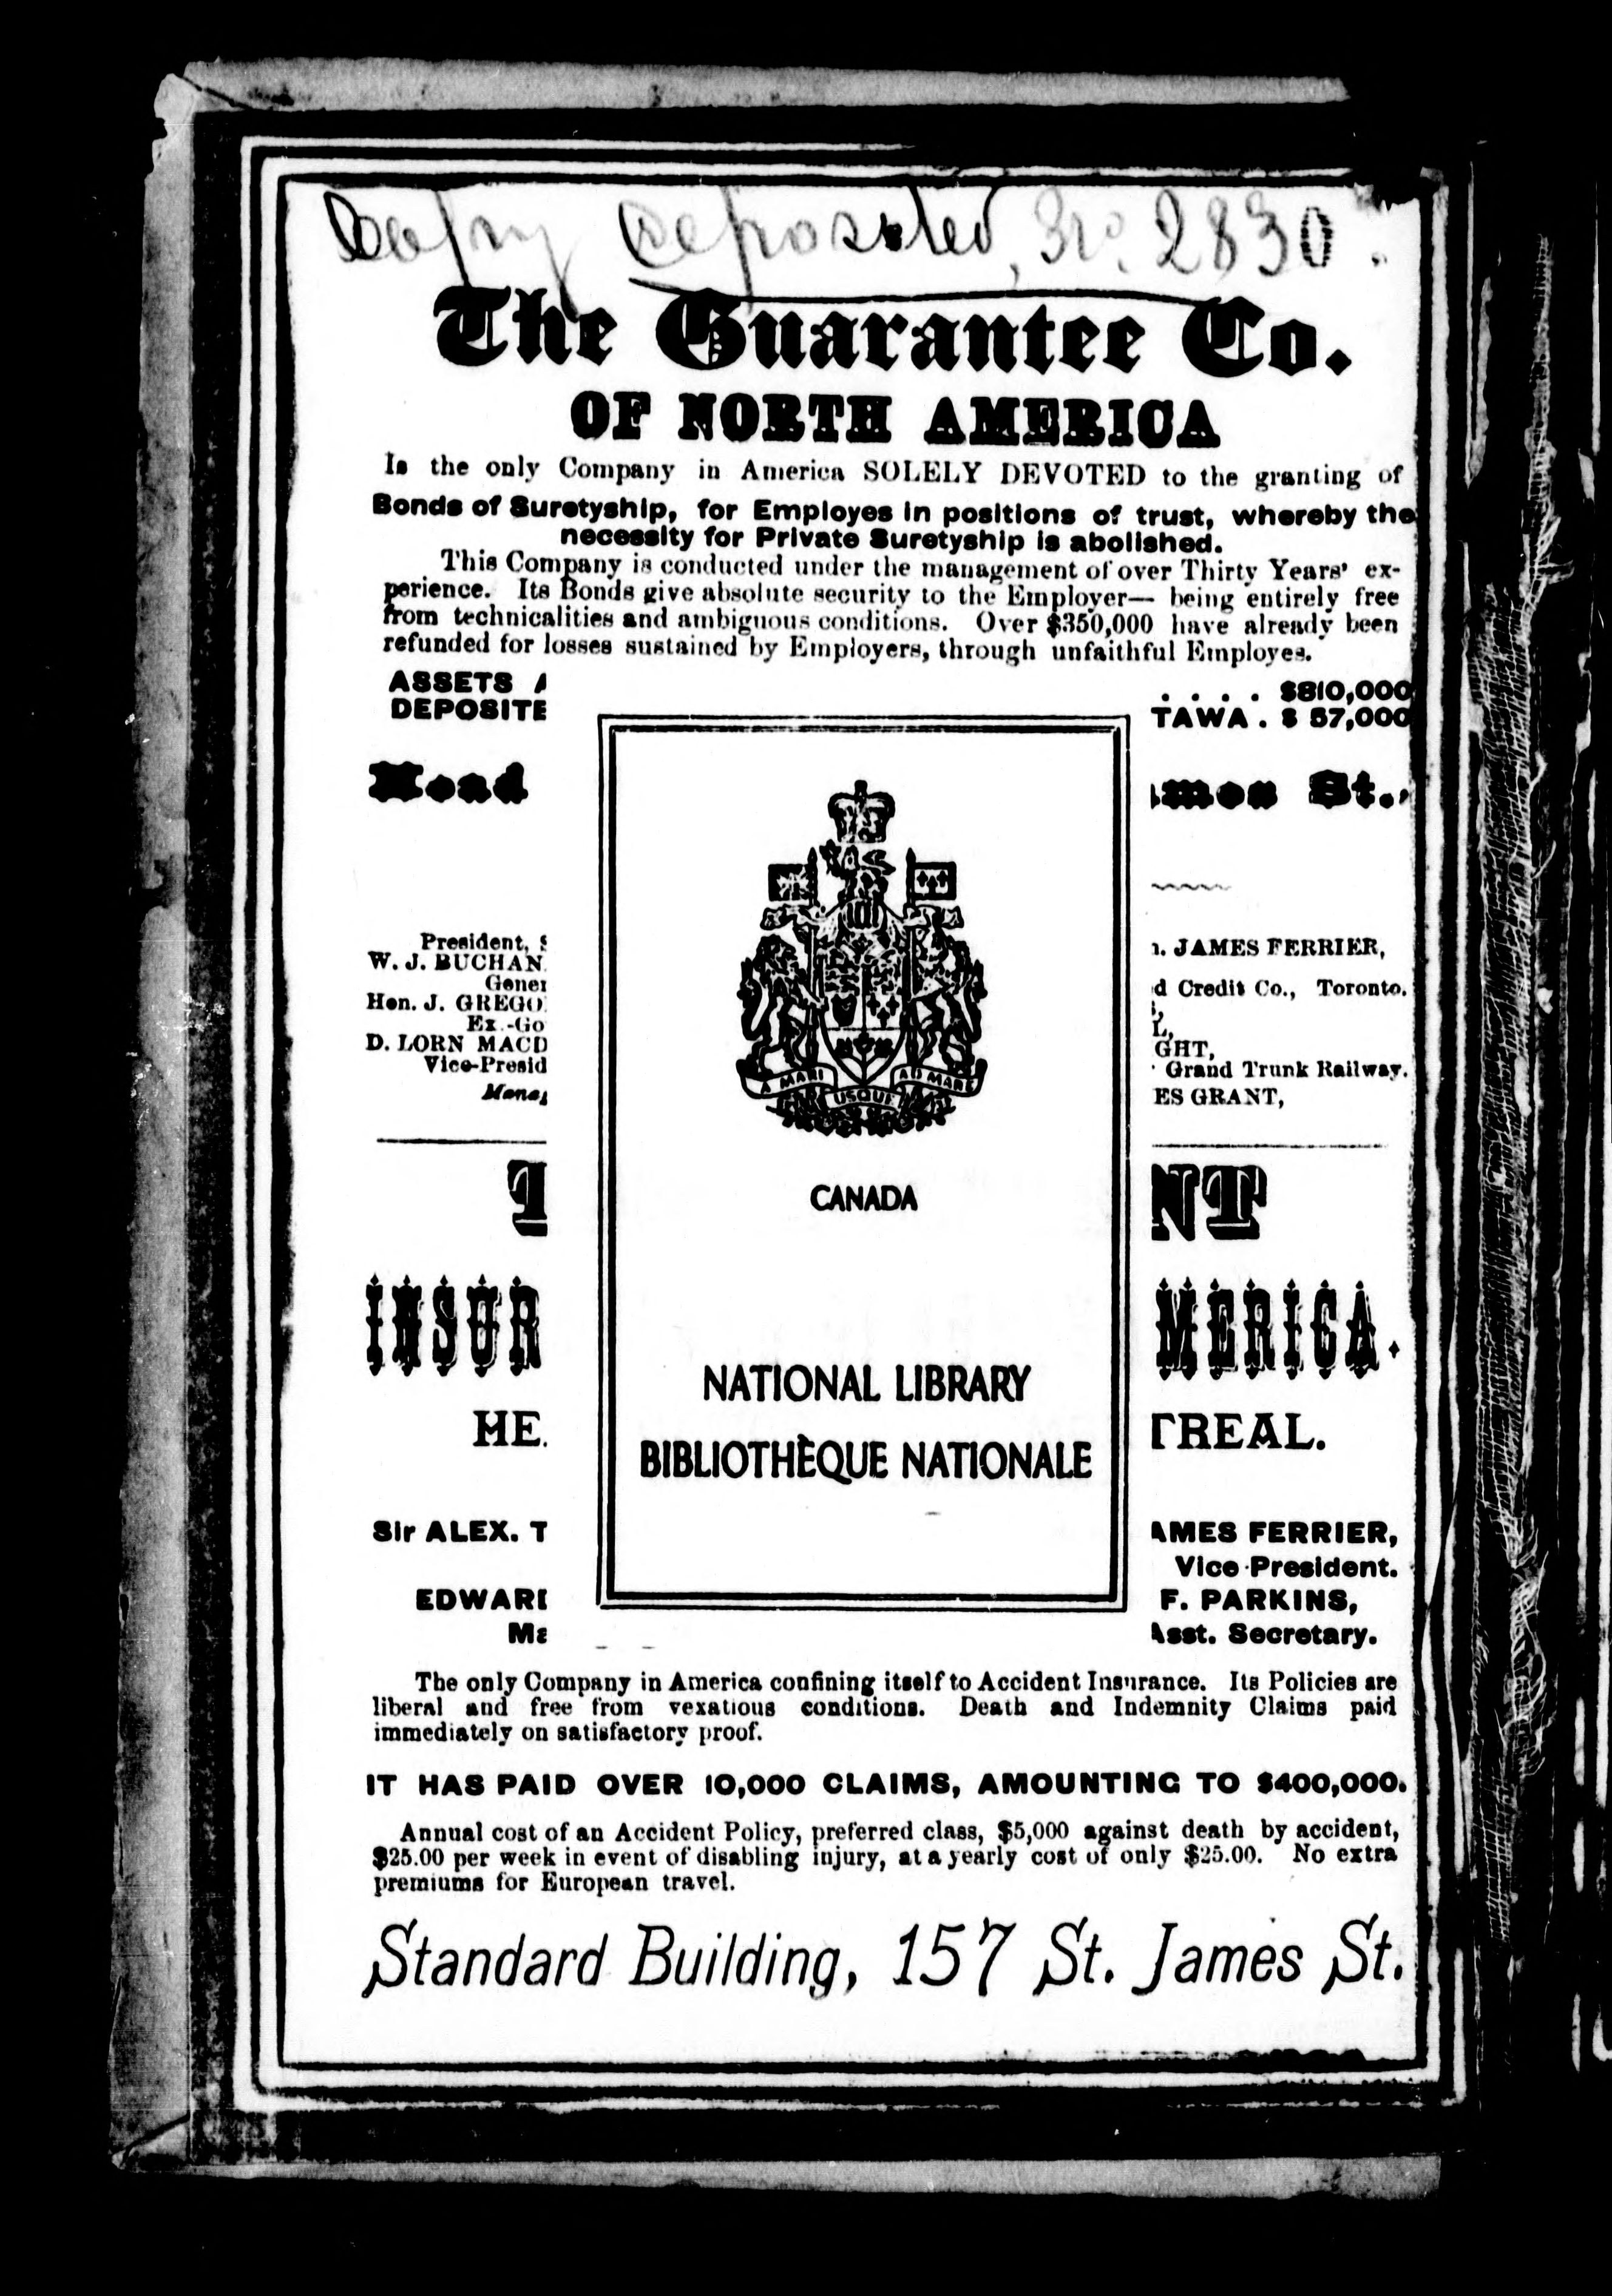 Copy deposited, No. 2830.
The Guarantee Co.
OF NORTH AMERICA
Is the only Company in America SOLELY DEVOTED to the granting of
Bonds of Suretyship, for Employes in positions of trust, whereby the
necessity for Private Suretyship is abolished.
This Company is conducted under the management of over Thirty Years' ex-
perience. Its Bonds give absolute security to the Employer— being entirely free
from technicalities and ambiguous conditions. Over $350,000 have already been
refunded for losses sustained by Employers, through unfaithful Employes.
ASSETS . . . . $810,000
DEPOSITE TAWA . $ 57,000
Head St.,
President, JAMES FERRIER,
W. J. BUCHAN
d Credit Co., Toronto.
Hon. J. GREGO
Ex.-Go
L,
D. LORN MACD GHT,
Vice-Presid Grand Trunk Railway.
ES GRANT,
NT
INSUR MERICA.
HE TREAL.
Sir ALEX. T AMES FERRIER,
Vice-President.
EDWARD F. PARKINS,
Asst. Secretary.
A MARI USQUE AD MARE
CANADA
NATIONAL LIBRARY
BIBLIOTHÈQUE NATIONALE
The only Company in America confining itself to Accident Insurance. Its Policies are
liberal and free from vexatious conditions. Death and Indemnity Claims paid
immediately on satisfactory proof.
IT HAS PAID OVER 10,000 CLAIMS, AMOUNTING TO $400,000.
Annual cost of an Accident Policy, preferred class, $5,000 against death by accident,
$25.00 per week in event of disabling injury, at a yearly cost of only $25.00. No extra
premiums for European travel.
Standard Building, 157 St. James St.